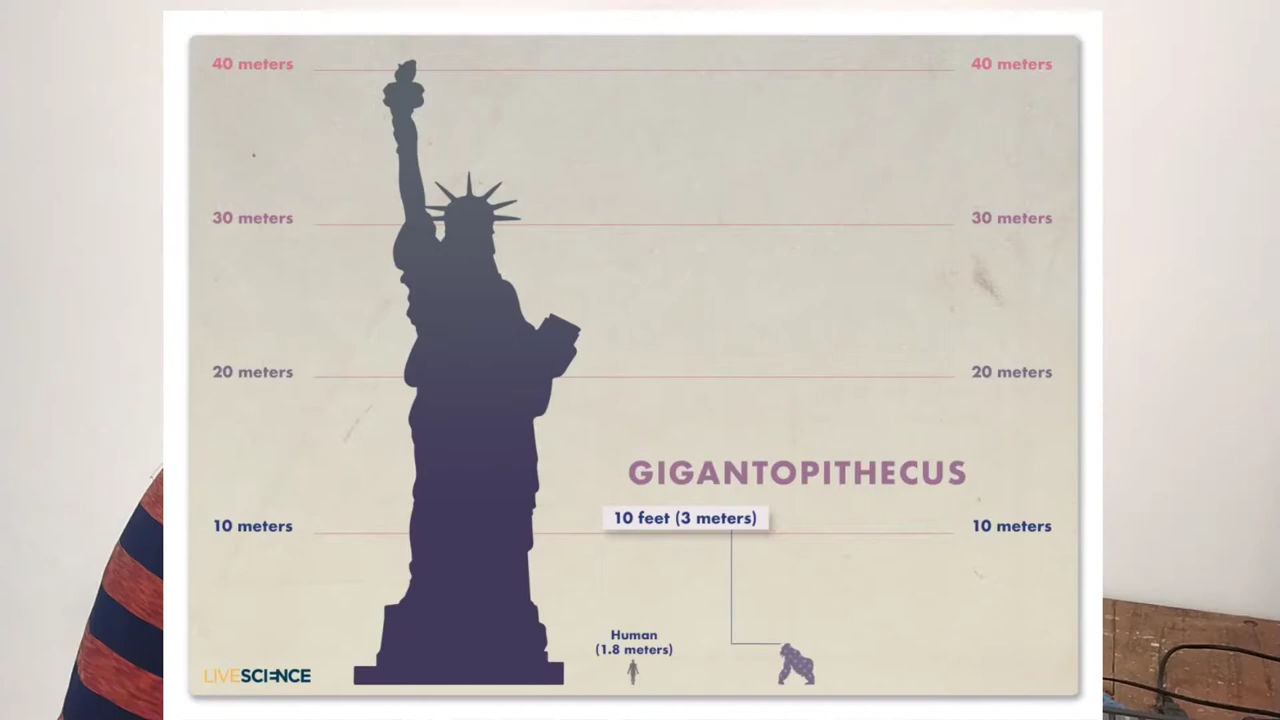 40 meters
40 meters
30 meters
30 meters
20 meters
20 meters
GIGANTOPITHECUS
10 feet (3 meters)
10 meters
10 meters
Human
(1.8 meters)
LIVESCIENCE